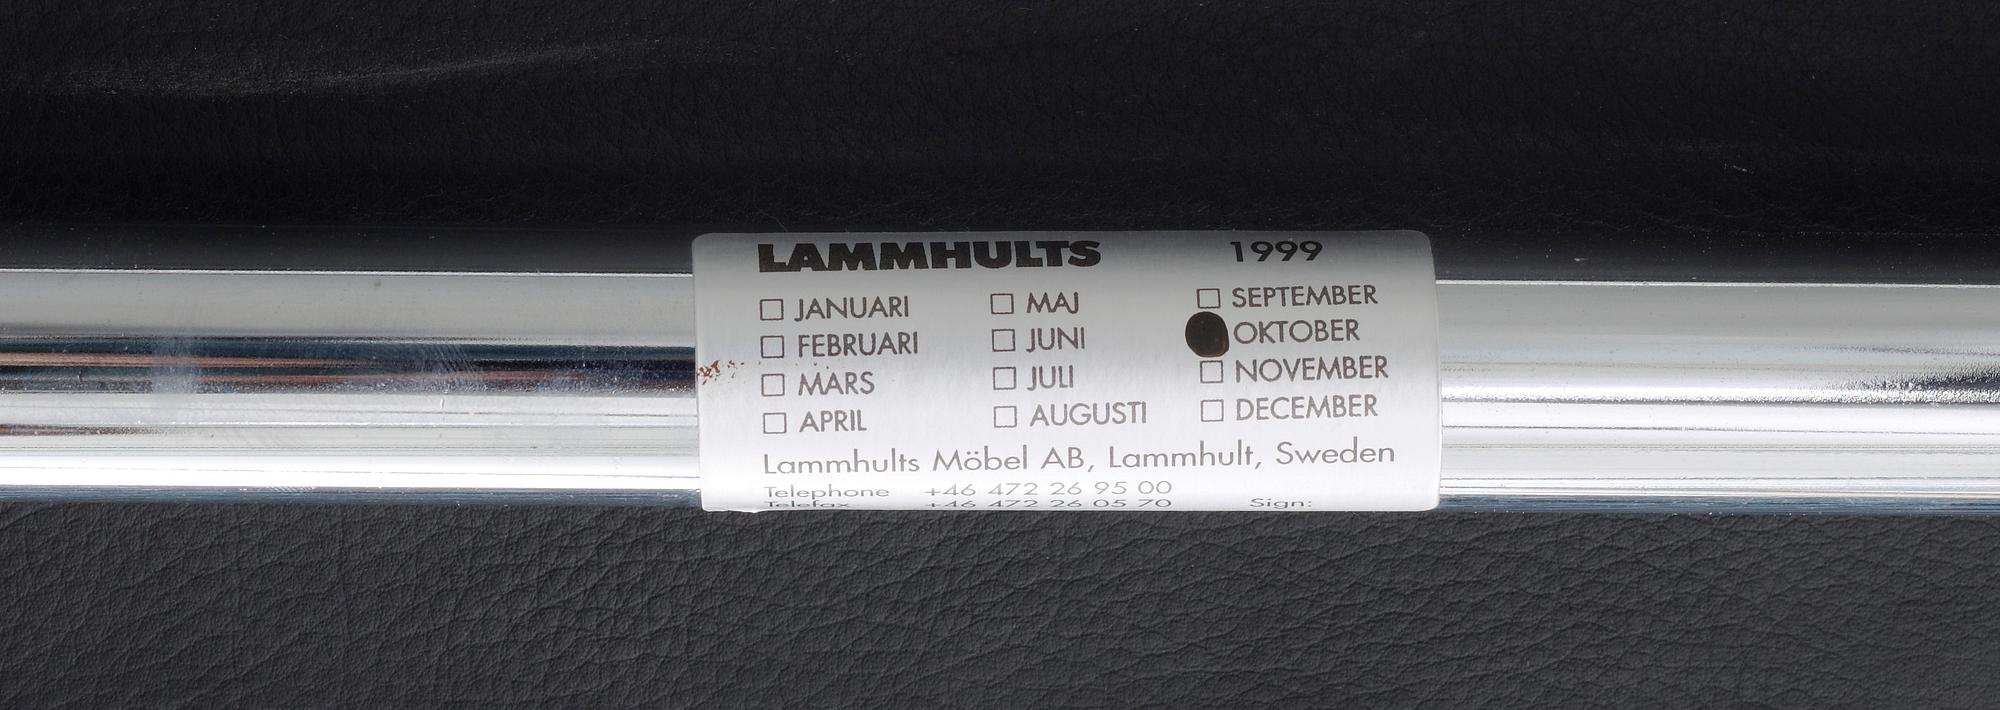 LAMMHULTS 1999
☐ JANUARI ☐ MAJ ☐ SEPTEMBER
☐ FEBRUARI ☐ JUNI ● OKTOBER
☐ MARS ☐ JULI ☐ NOVEMBER
☐ APRIL ☐ AUGUSTI ☐ DECEMBER
Lammhults Möbel AB, Lammhult, Sweden
Telephone +46 472 26 95 00
Telefax +46 472 26 05 70 Sign: